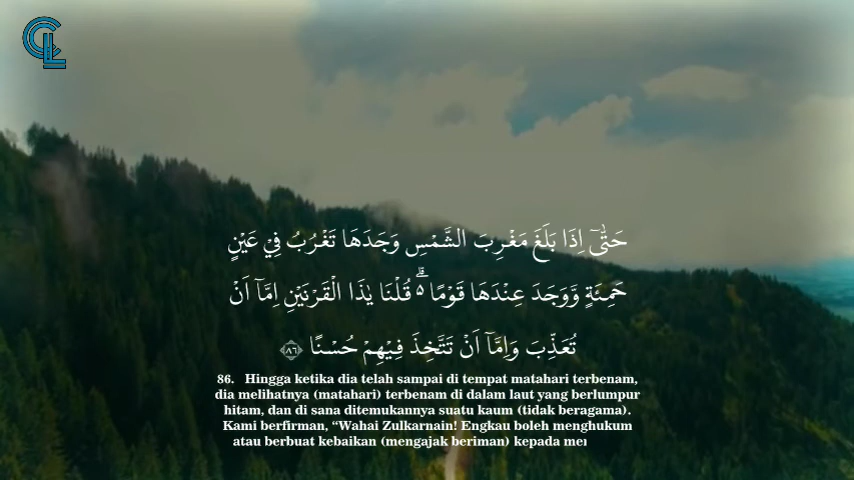 حَتّٰىٓ اِذَا بَلَغَ مَغْرِبَ الشَّمْسِ وَجَدَهَا تَغْرُبُ فِيْ عَيْنٍ
حَمِئَةٍ وَّوَجَدَ عِنْدَهَا قَوْمًا ەۗ قُلْنَا يٰذَا الْقَرْنَيْنِ اِمَّآ اَنْ
تُعَذِّبَ وَاِمَّآ اَنْ تَتَّخِذَ فِيْهِمْ حُسْنًا ٨٦
86. Hingga ketika dia telah sampai di tempat matahari terbenam,
dia melihatnya (matahari) terbenam di dalam laut yang berlumpur
hitam, dan di sana ditemukannya suatu kaum (tidak beragama).
Kami berfirman, “Wahai Zulkarnain! Engkau boleh menghukum
atau berbuat kebaikan (mengajak beriman) kepada